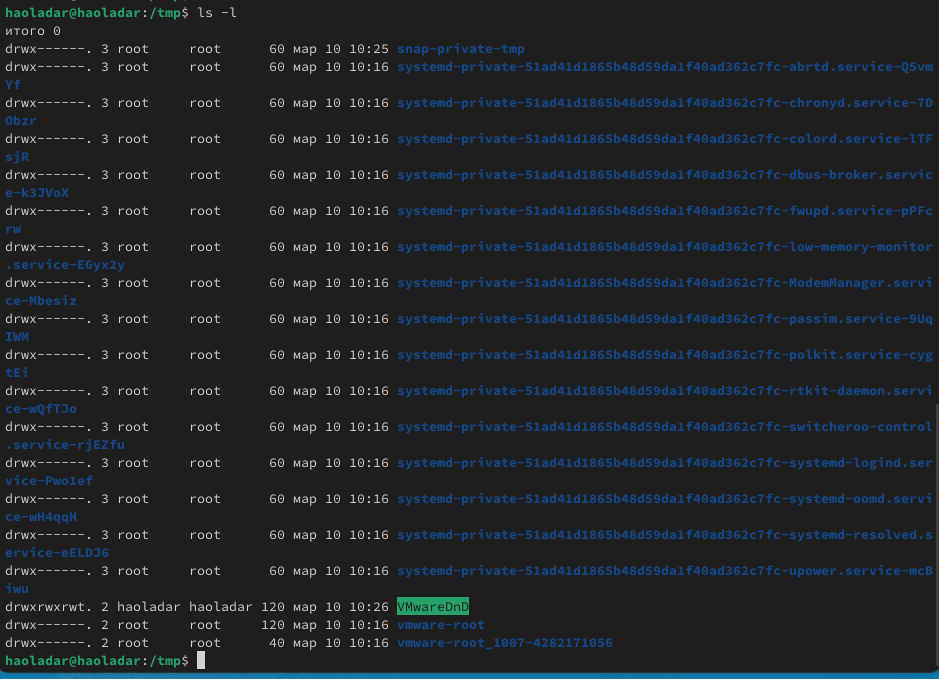 haoladar@haoladar:/tmp$ ls -l
итого 0
drwx------. 3 root     root      60 мар 10 10:25 snap-private-tmp
drwx------. 3 root     root      60 мар 10 10:16 systemd-private-51ad41d1865b48d59da1f40ad362c7fc-abrtd.service-Q5vm
Yf
drwx------. 3 root     root      60 мар 10 10:16 systemd-private-51ad41d1865b48d59da1f40ad362c7fc-chronyd.service-7D
Obzr
drwx------. 3 root     root      60 мар 10 10:16 systemd-private-51ad41d1865b48d59da1f40ad362c7fc-colord.service-lTF
sjR
drwx------. 3 root     root      60 мар 10 10:16 systemd-private-51ad41d1865b48d59da1f40ad362c7fc-dbus-broker.servic
e-k3JVoX
drwx------. 3 root     root      60 мар 10 10:16 systemd-private-51ad41d1865b48d59da1f40ad362c7fc-fwupd.service-pPFc
rw
drwx------. 3 root     root      60 мар 10 10:16 systemd-private-51ad41d1865b48d59da1f40ad362c7fc-low-memory-monitor
.service-EGyx2y
drwx------. 3 root     root      60 мар 10 10:16 systemd-private-51ad41d1865b48d59da1f40ad362c7fc-ModemManager.servi
ce-Mbesiz
drwx------. 3 root     root      60 мар 10 10:16 systemd-private-51ad41d1865b48d59da1f40ad362c7fc-passim.service-9Uq
IWM
drwx------. 3 root     root      60 мар 10 10:16 systemd-private-51ad41d1865b48d59da1f40ad362c7fc-polkit.service-cyg
tEi
drwx------. 3 root     root      60 мар 10 10:16 systemd-private-51ad41d1865b48d59da1f40ad362c7fc-rtkit-daemon.servi
ce-wQfTJo
drwx------. 3 root     root      60 мар 10 10:16 systemd-private-51ad41d1865b48d59da1f40ad362c7fc-switcheroo-control
.service-rjEZfu
drwx------. 3 root     root      60 мар 10 10:16 systemd-private-51ad41d1865b48d59da1f40ad362c7fc-systemd-logind.ser
vice-Pwo1ef
drwx------. 3 root     root      60 мар 10 10:16 systemd-private-51ad41d1865b48d59da1f40ad362c7fc-systemd-oomd.servi
ce-wH4qqH
drwx------. 3 root     root      60 мар 10 10:16 systemd-private-51ad41d1865b48d59da1f40ad362c7fc-systemd-resolved.s
ervice-eELDJ6
drwx------. 3 root     root      60 мар 10 10:16 systemd-private-51ad41d1865b48d59da1f40ad362c7fc-upower.service-mcB
iwu
drwxrwxrwt. 2 haoladar haoladar 120 мар 10 10:26 VMwareDnD
drwx------. 2 root     root     120 мар 10 10:16 vmware-root
drwx------. 2 root     root      40 мар 10 10:16 vmware-root_1007-4282171056
haoladar@haoladar:/tmp$